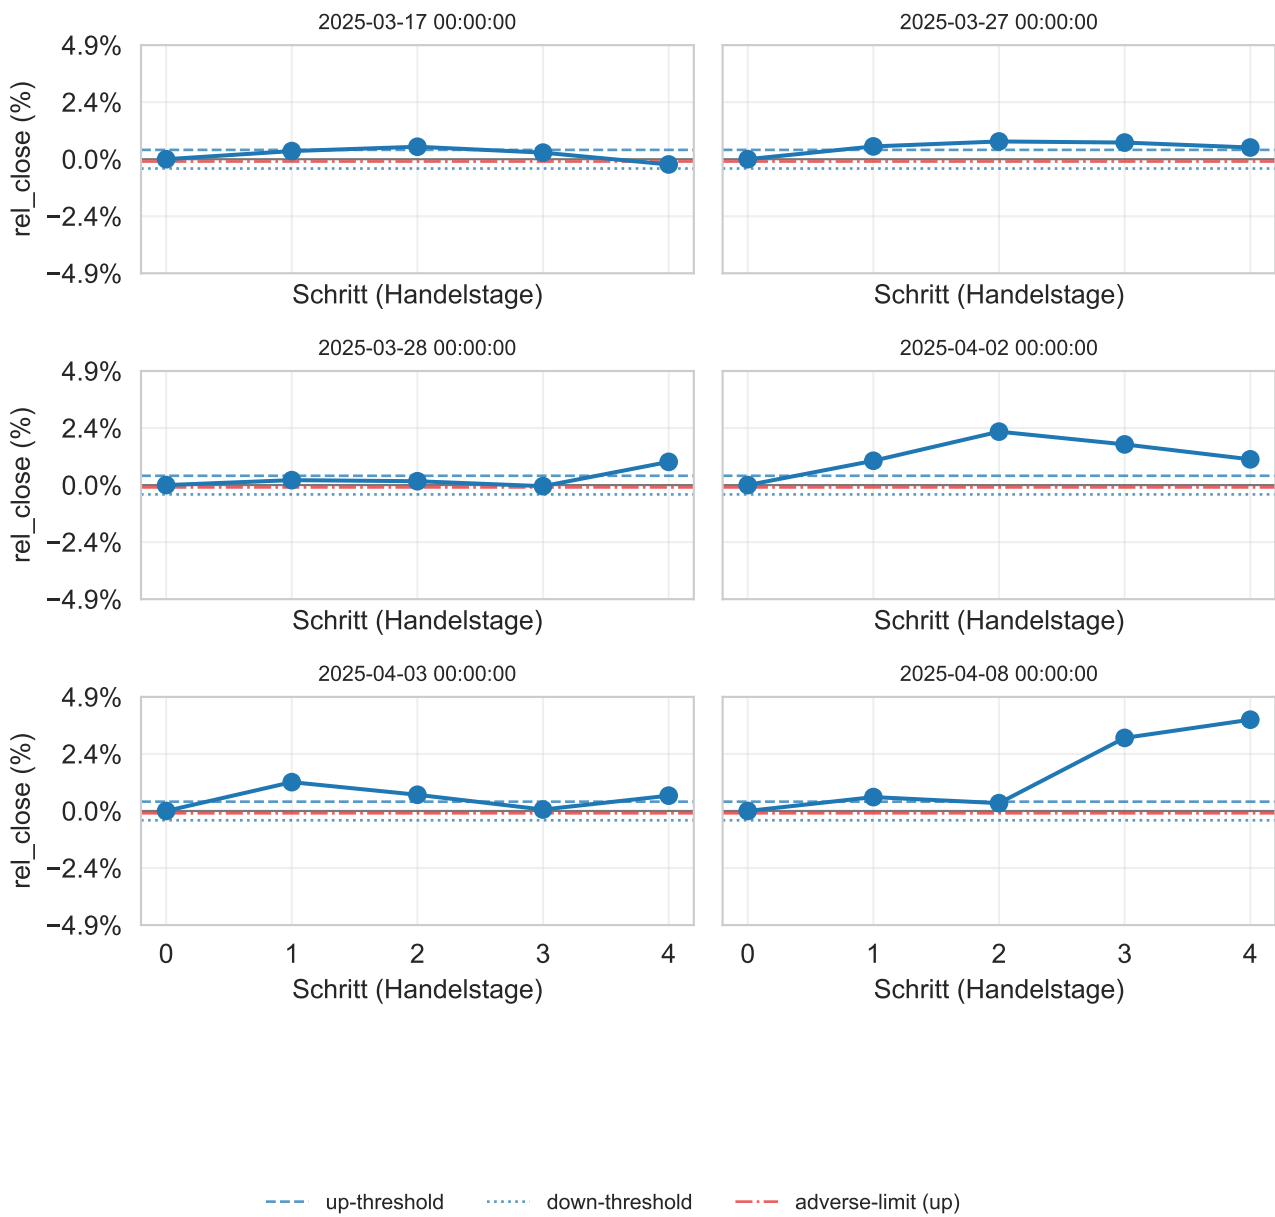 2025-03-17 00:00:00 2025-03-27 00:00:00
4.9%
2.4%
0.0%
−2.4%
−4.9%
rel_close (%)
Schritt (Handelstage) Schritt (Handelstage)
2025-03-28 00:00:00 2025-04-02 00:00:00
4.9%
2.4%
0.0%
−2.4%
−4.9%
rel_close (%)
Schritt (Handelstage) Schritt (Handelstage)
2025-04-03 00:00:00 2025-04-08 00:00:00
4.9%
2.4%
0.0%
−2.4%
−4.9%
rel_close (%)
0 1 2 3 4 0 1 2 3 4
Schritt (Handelstage) Schritt (Handelstage)
up-threshold down-threshold adverse-limit (up)